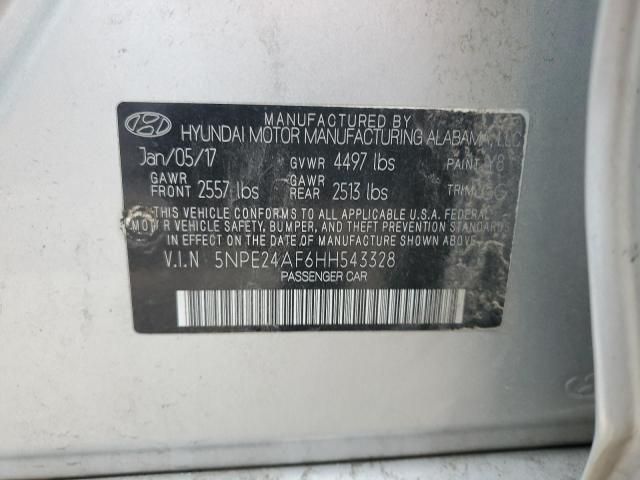 MANUFACTURED BY
HYUNDAI MOTOR MANUFACTURING ALABAMA, LLC
Jan/05/17 GVWR 4497 lbs PAINT Y8
GAWR FRONT 2557 lbs GAWR REAR 2513 lbs TRIM
THIS VEHICLE CONFORMS TO ALL APPLICABLE U.S.A. FEDERAL
MOTOR VEHICLE SAFETY, BUMPER, AND THEFT PREVENTION
STANDARDS IN EFFECT ON THE DATE OF MANUFACTURE SHOWN ABOVE.
V.I.N 5NPE24AF6HH543328
PASSENGER CAR